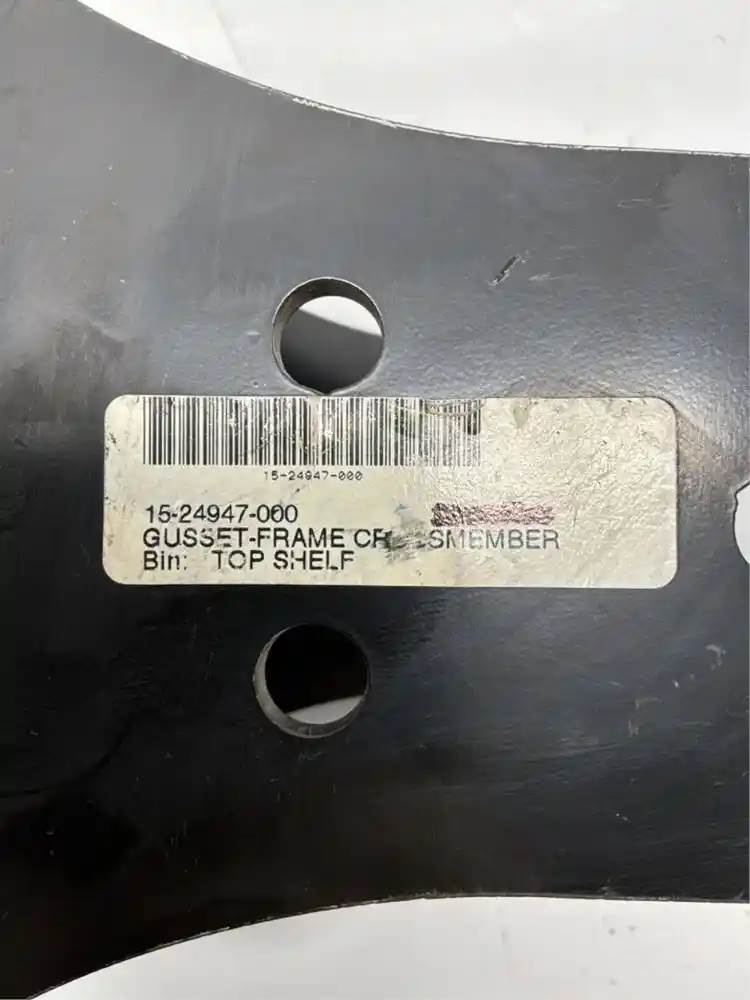 15-24947-000
15-24947-000
GUSSET-FRAME CR SMEMBER
Bin: TOP SHELF